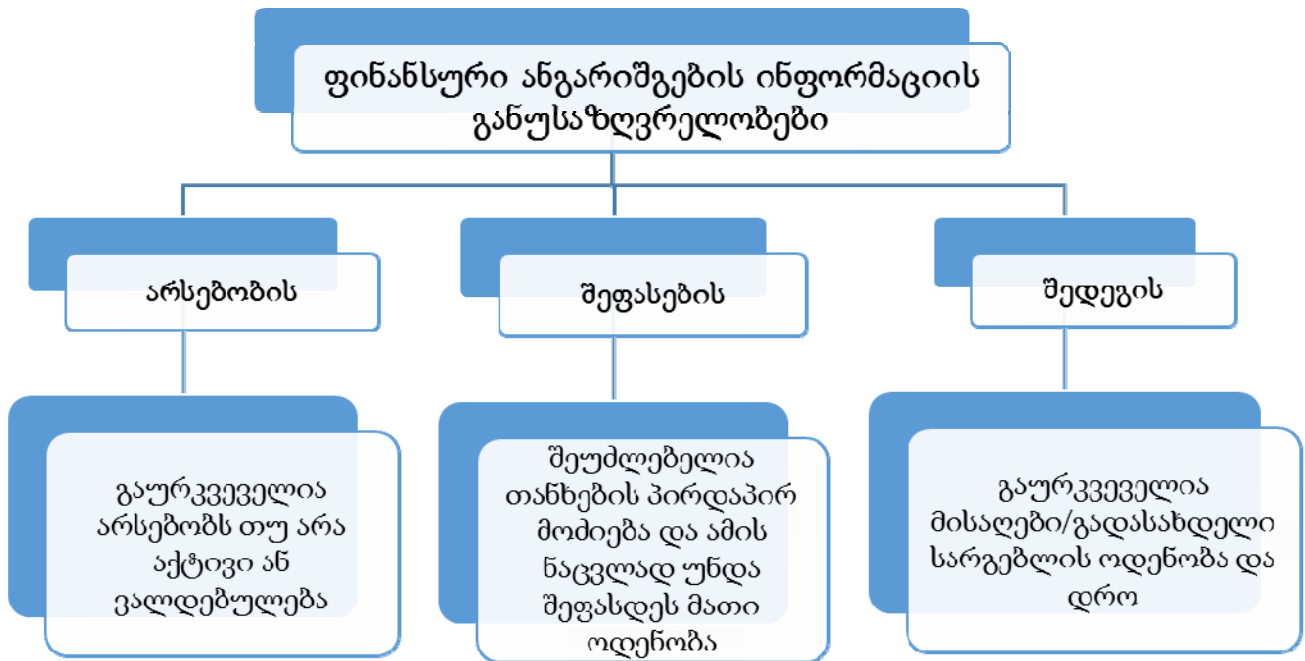 ფინანსური ანგარიშგების ინფორმაციის
განუსაზღვრელობები
არსებობის
შეფასების
შედეგის
გაურკვეველია
არსებობს თუ არა
აქტივი ან
ვალდებულება
შეუძლებელია
თანხების პირდაპირ
მოძიება და ამის
ნაცვლად უნდა
შეფასდეს მათი
ოდენობა
გაურკვეველია
მისაღები/გადასახდელი
სარგებლის ოდენობა და
დრო